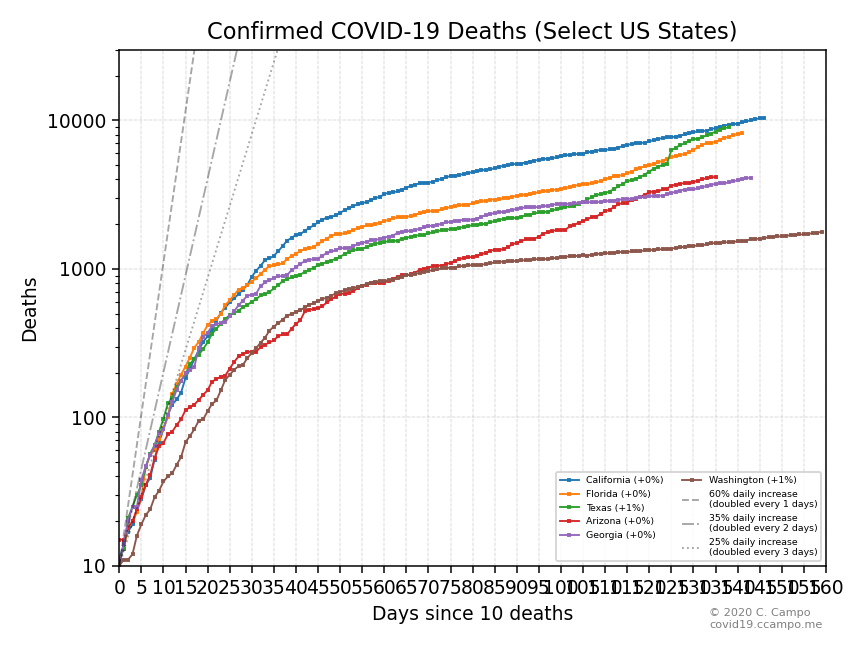 Confirmed COVID-19 Deaths (Select US States)
10000
1000
100
10
Deaths
0 5 10 15 20 25 30 35 40 45 50 55 60 65 70 75 80 85 90 95 100 105 110 115 120 125 130 135 140 145 150 155 160
Days since 10 deaths
California (+0%)
Florida (+0%)
Texas (+1%)
Arizona (+0%)
Georgia (+0%)
Washington (+1%)
60% daily increase
(doubled every 1 days)
35% daily increase
(doubled every 2 days)
25% daily increase
(doubled every 3 days)
© 2020 C. Campo
covid19.ccampo.me